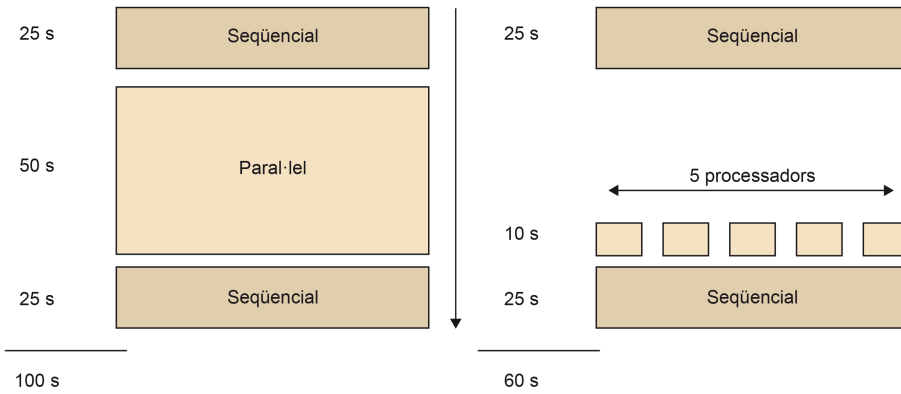 25 s
Seqüencial
50 s
Paral·lel
25 s
Seqüencial
100 s
25 s
Seqüencial
5 processadors
10 s
25 s
Seqüencial
60 s